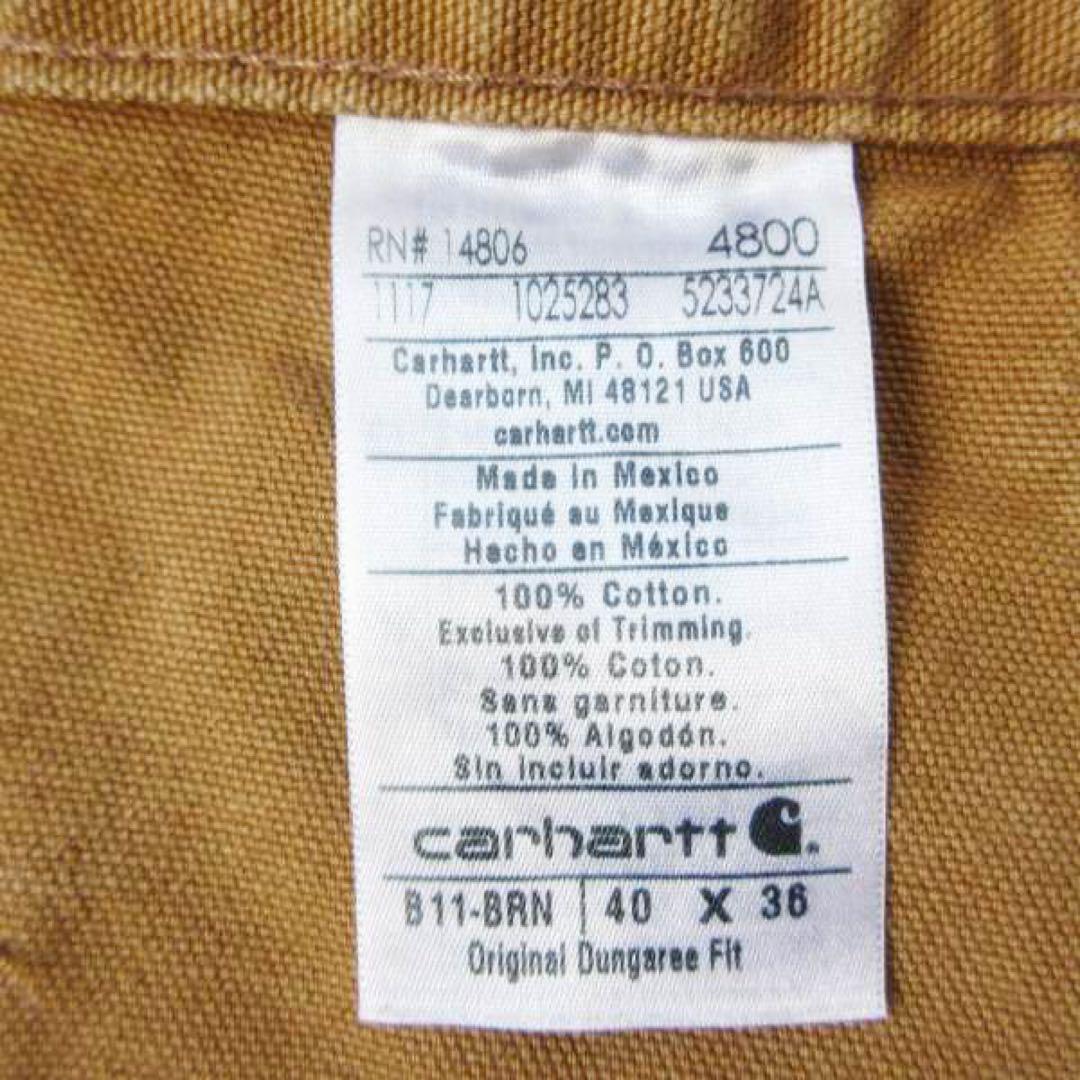 RN# 14806 4800
1117 1025283 5233724A
Carhartt, Inc. P. O. Box 600
Dearborn, MI 48121 USA
carhartt.com
Made in Mexico
Fabriqué au Mexique
Hecho en México
100% Cotton.
Exclusive of Trimming.
100% Coton.
Sans garniture.
100% Algodón.
Sin incluir adorno.
carhartt
B11-BRN 40 X 36
Original Dungaree Fit